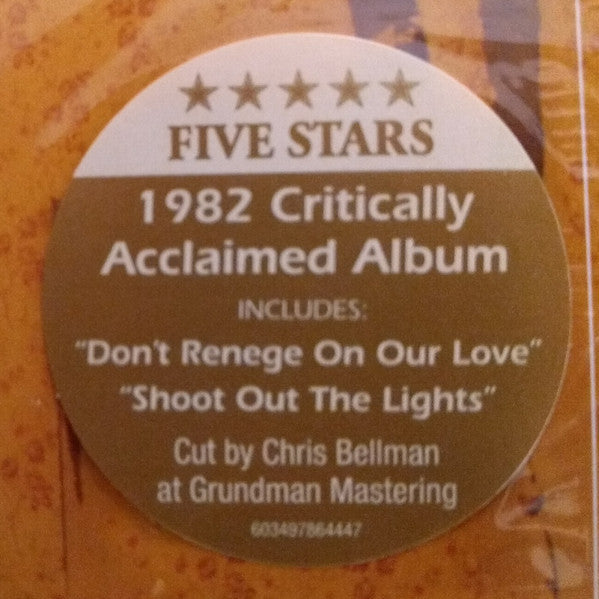 FIVE STARS
1982 Critically
Acclaimed Album
INCLUDES:
"Don't Renege On Our Love"
"Shoot Out The Lights"
Cut by Chris Bellman
at Grundman Mastering
603497864447